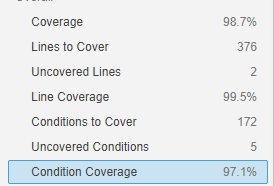 Coverage 98.7%
Lines to Cover 376
Uncovered Lines 2
Line Coverage 99.5%
Conditions to Cover 172
Uncovered Conditions 5
Condition Coverage 97.1%